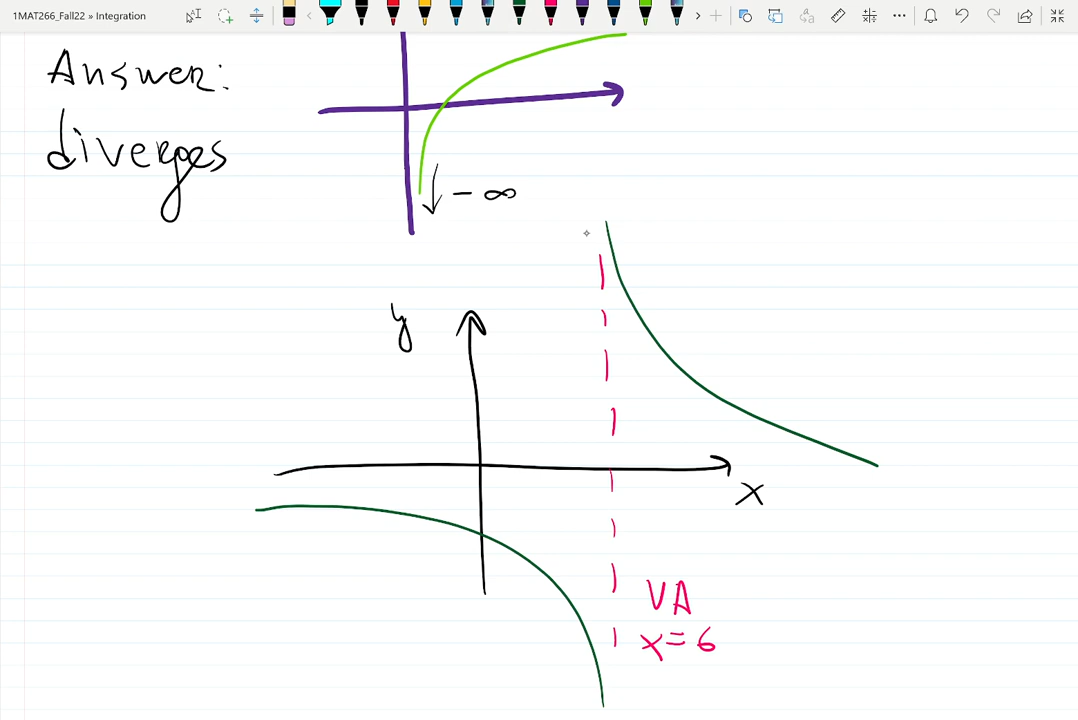 1MAT266_Fall22 » Integration
Answer:
diverges
- ∞
y
x
VA
x=6